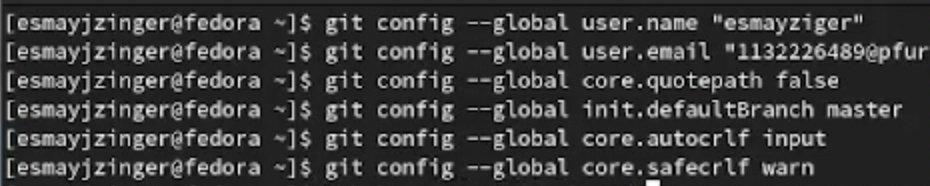 [esmayjzinger@fedora ~]$ git config --global user.name "esmayziger"
[esmayjzinger@fedora ~]$ git config --global user.email "1132226489@pfur
[esmayjzinger@fedora ~]$ git config --global core.quotepath false
[esmayjzinger@fedora ~]$ git config --global init.defaultBranch master
[esmayjzinger@fedora ~]$ git config --global core.autocrlf input
[esmayjzinger@fedora ~]$ git config --global core.safecrlf warn